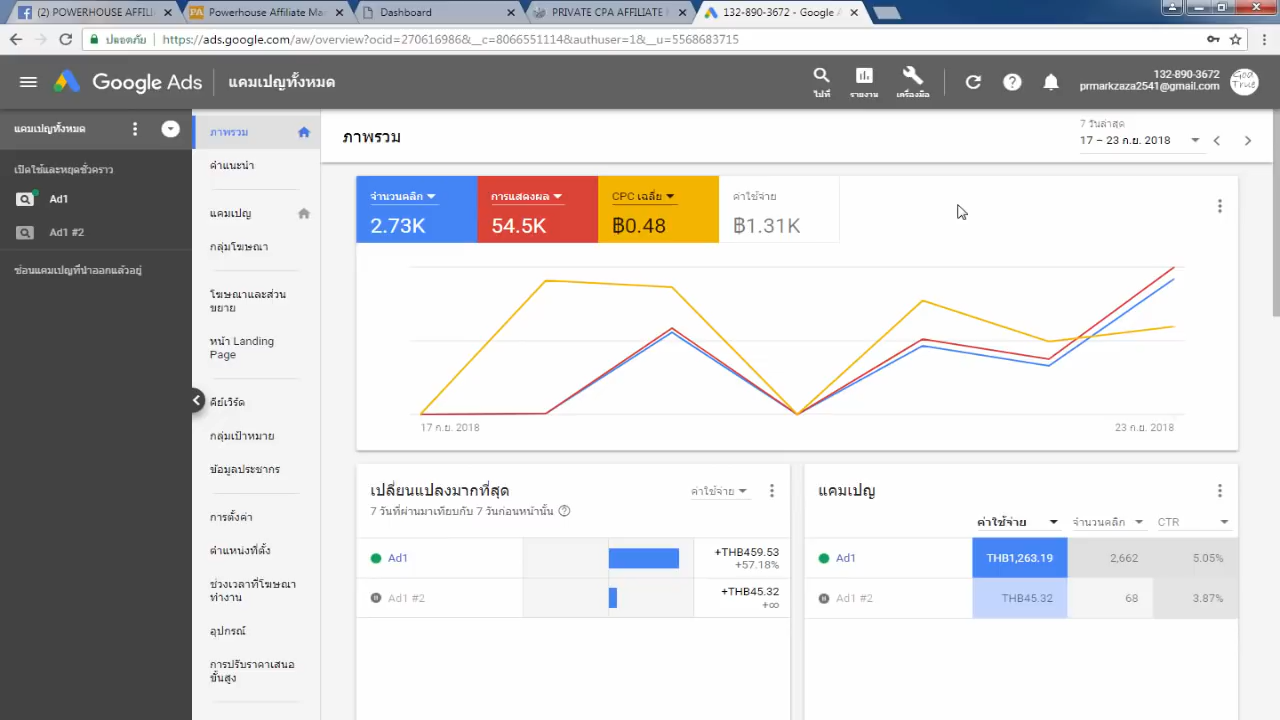 (2) POWERHOUSE AFFILI
Powerhouse Affiliate Ma
Dashboard
PRIVATE CPA AFFILIATE
132-890-3672 - Google A
ปลอดภัย
https://ads.google.com/aw/overview?ocid=270616986&__c=8066551114&authuser=1&__u=5568683715
Google Ads
แคมเปญทั้งหมด
ไปที่
รายงาน
เครื่องมือ
132-890-3672
prmarkzaza2541@gmail.com
แคมเปญทั้งหมด
เปิดใช้และหยุดชั่วคราว
Ad1
Ad1 #2
ซ่อนแคมเปญที่นำออกแล้วอยู่
ภาพรวม
คำแนะนำ
แคมเปญ
กลุ่มโฆษณา
โฆษณาและส่วน
ขยาย
หน้า Landing
Page
คีย์เวิร์ด
กลุ่มเป้าหมาย
ข้อมูลประชากร
การตั้งค่า
ตำแหน่งที่ตั้ง
ช่วงเวลาที่โฆษณา
ทำงาน
อุปกรณ์
การปรับราคาเสนอ
ขั้นสูง
ภาพรวม
7 วันล่าสุด
17 – 23 ก.ย. 2018
จำนวนคลิก
2.73K
การแสดงผล
54.5K
CPC เฉลี่ย
฿0.48
ค่าใช้จ่าย
฿1.31K
17 ก.ย. 2018
23 ก.ย. 2018
เปลี่ยนแปลงมากที่สุด
ค่าใช้จ่าย
7 วันที่ผ่านมาเทียบกับ 7 วันก่อนหน้านั้น
Ad1
+THB459.53
+57.18%
Ad1 #2
+THB45.32
+∞
แคมเปญ
ค่าใช้จ่าย
จำนวนคลิก
CTR
Ad1
THB1,263.19
2,662
5.05%
Ad1 #2
THB45.32
68
3.87%